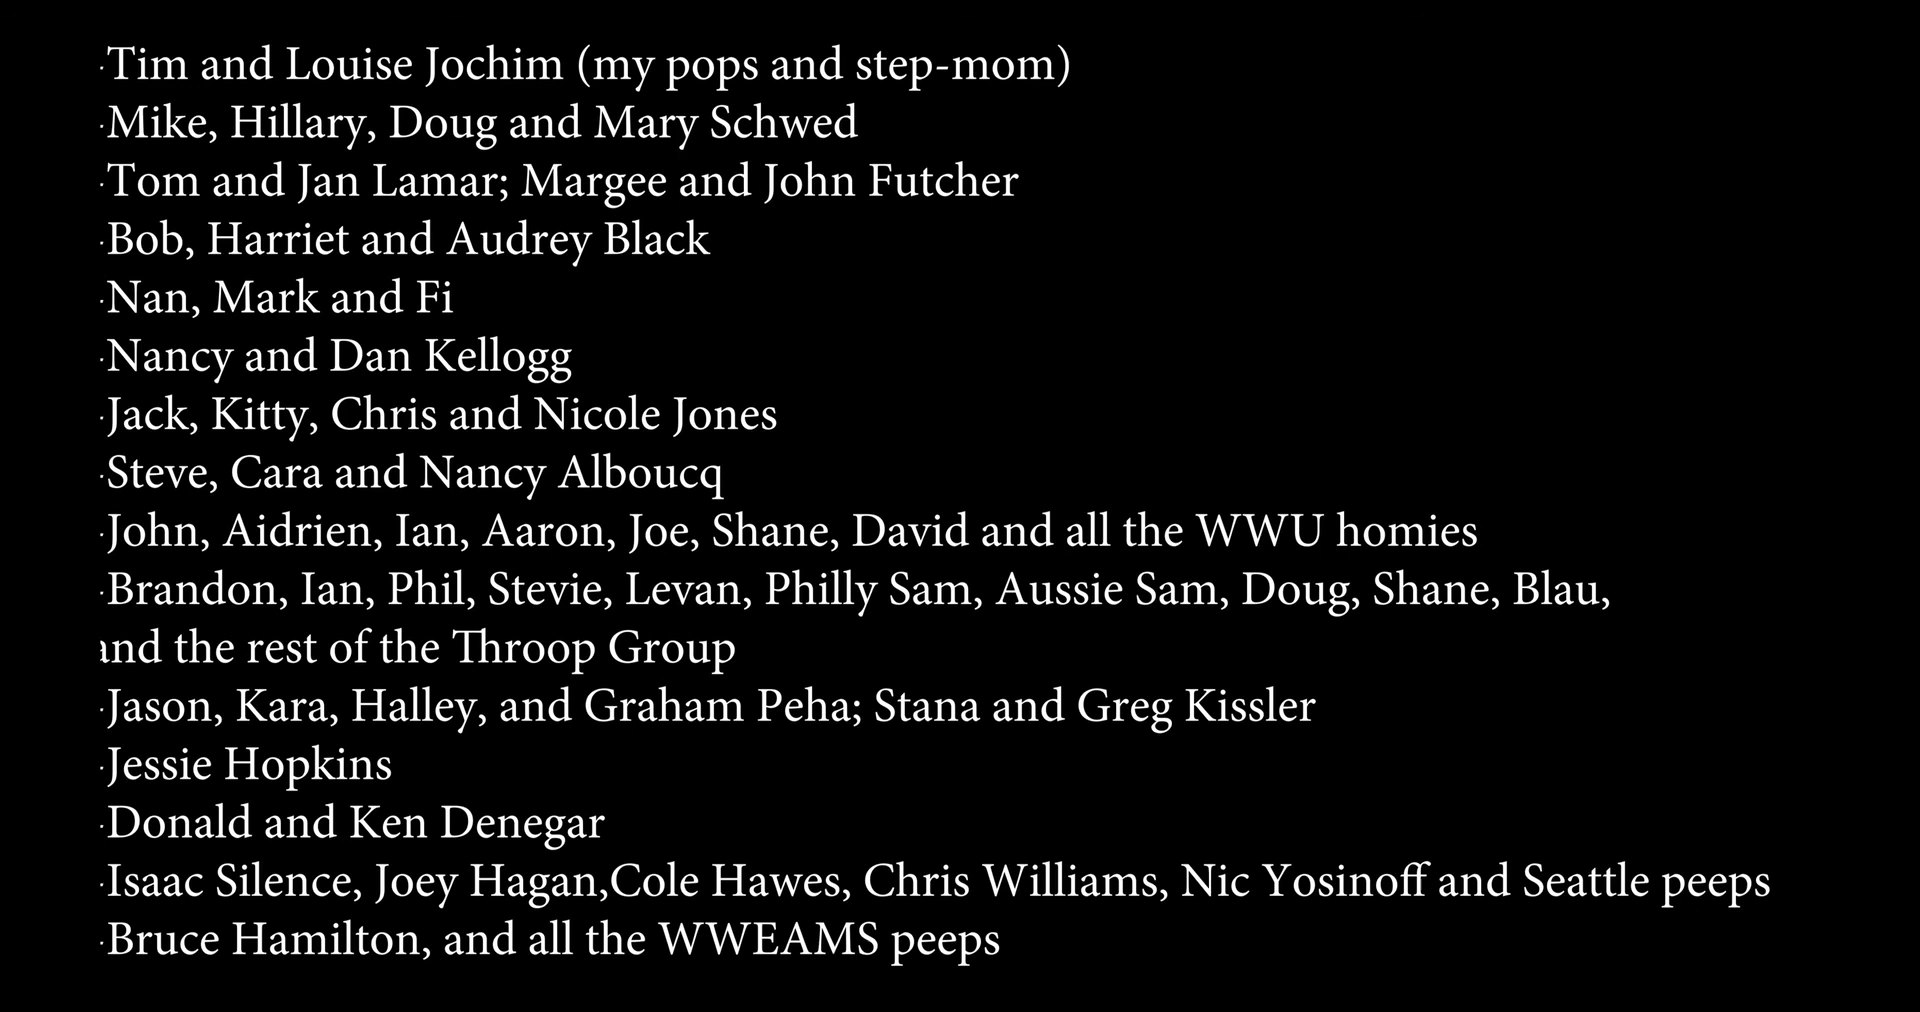 ·Tim and Louise Jochim (my pops and step-mom)
·Mike, Hillary, Doug and Mary Schwed
·Tom and Jan Lamar; Margee and John Futcher
·Bob, Harriet and Audrey Black
·Nan, Mark and Fi
·Nancy and Dan Kellogg
·Jack, Kitty, Chris and Nicole Jones
·Steve, Cara and Nancy Alboucq
·John, Aidrien, Ian, Aaron, Joe, Shane, David and all the WWU homies
·Brandon, Ian, Phil, Stevie, Levan, Philly Sam, Aussie Sam, Doug, Shane, Blau,
and the rest of the Throop Group
·Jason, Kara, Halley, and Graham Peha; Stana and Greg Kissler
·Jessie Hopkins
·Donald and Ken Denegar
·Isaac Silence, Joey Hagan,Cole Hawes, Chris Williams, Nic Yosinoff and Seattle peeps
·Bruce Hamilton, and all the WWEAMS peeps